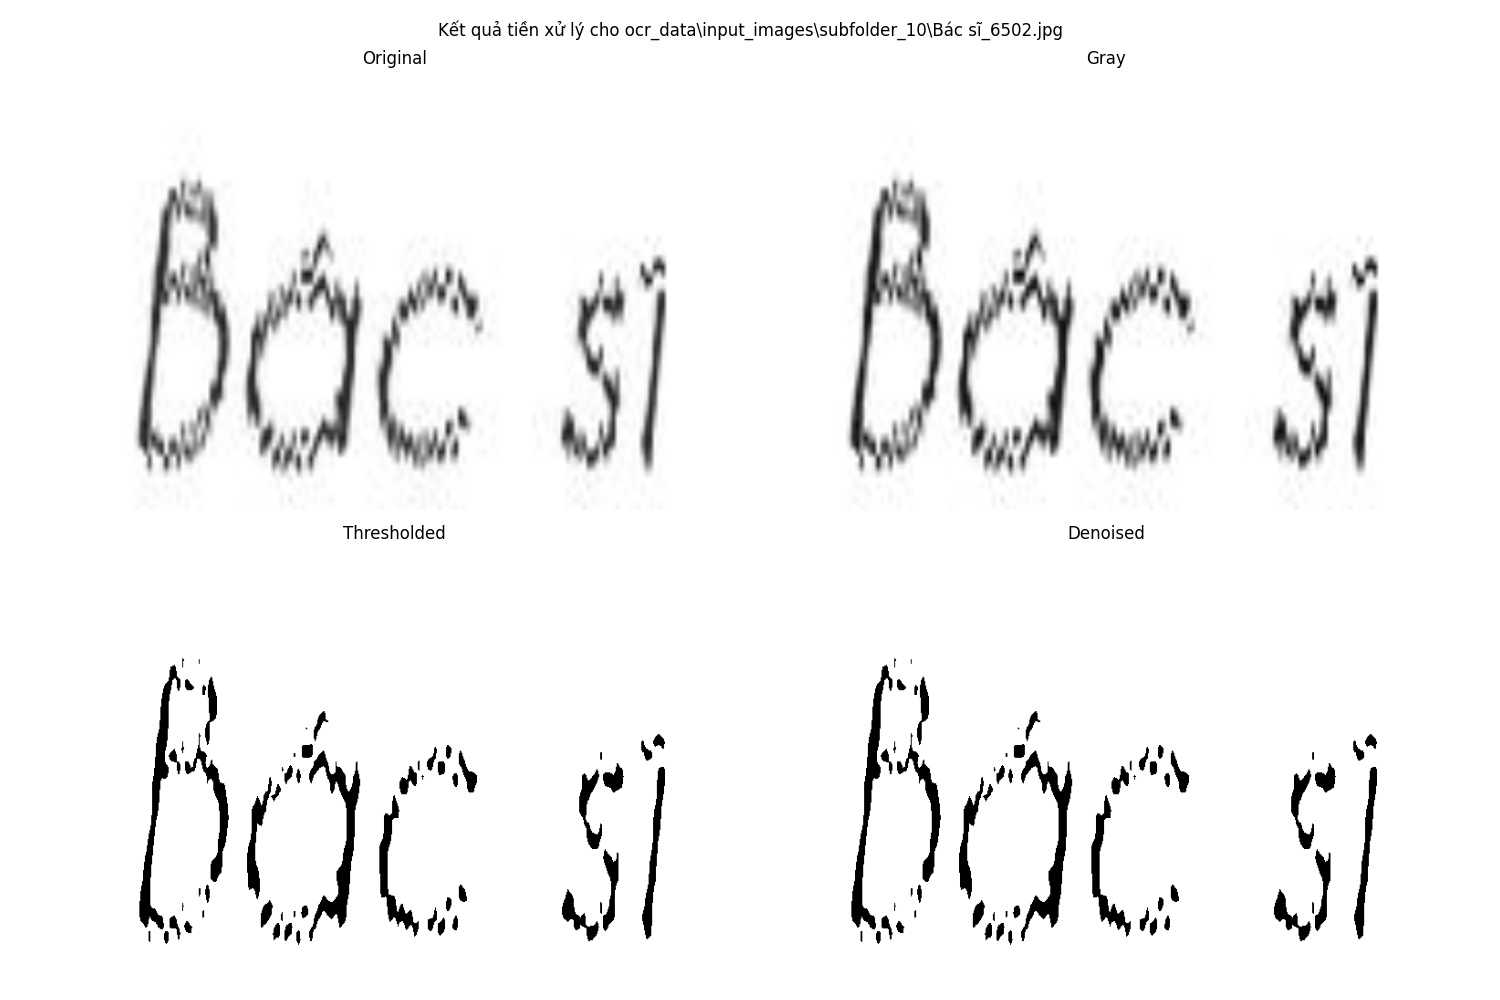 Kết quả tiền xử lý cho ocr_data\input_images\subfolder_10\Bác sĩ_6502.jpg
Original
Gray
Bác sĩ
Bác sĩ
Thresholded
Denoised
Bác sĩ
Bác sĩ